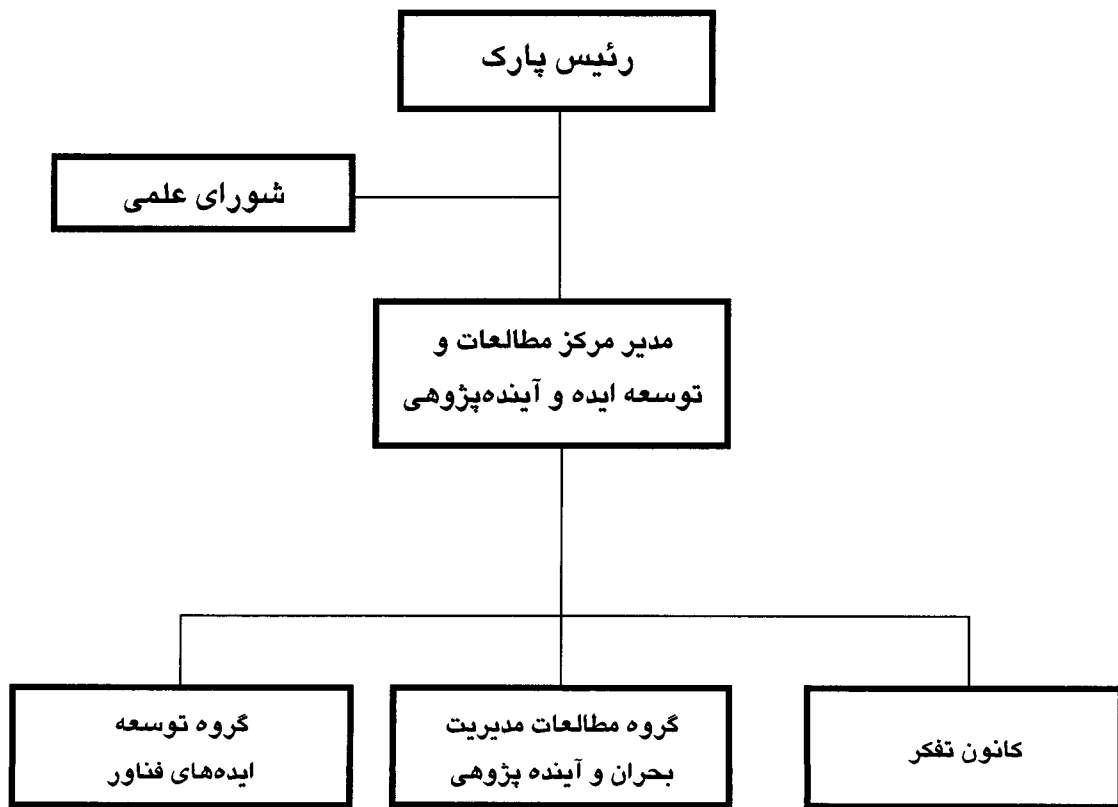 رئیس پارک
شورای علمی
مدیر مرکز مطالعات و
توسعه ایده و آینده‌پژوهی
کانون تفکر
گروه مطالعات مدیریت
بحران و آینده پژوهی
گروه توسعه
ایده‌های فناور